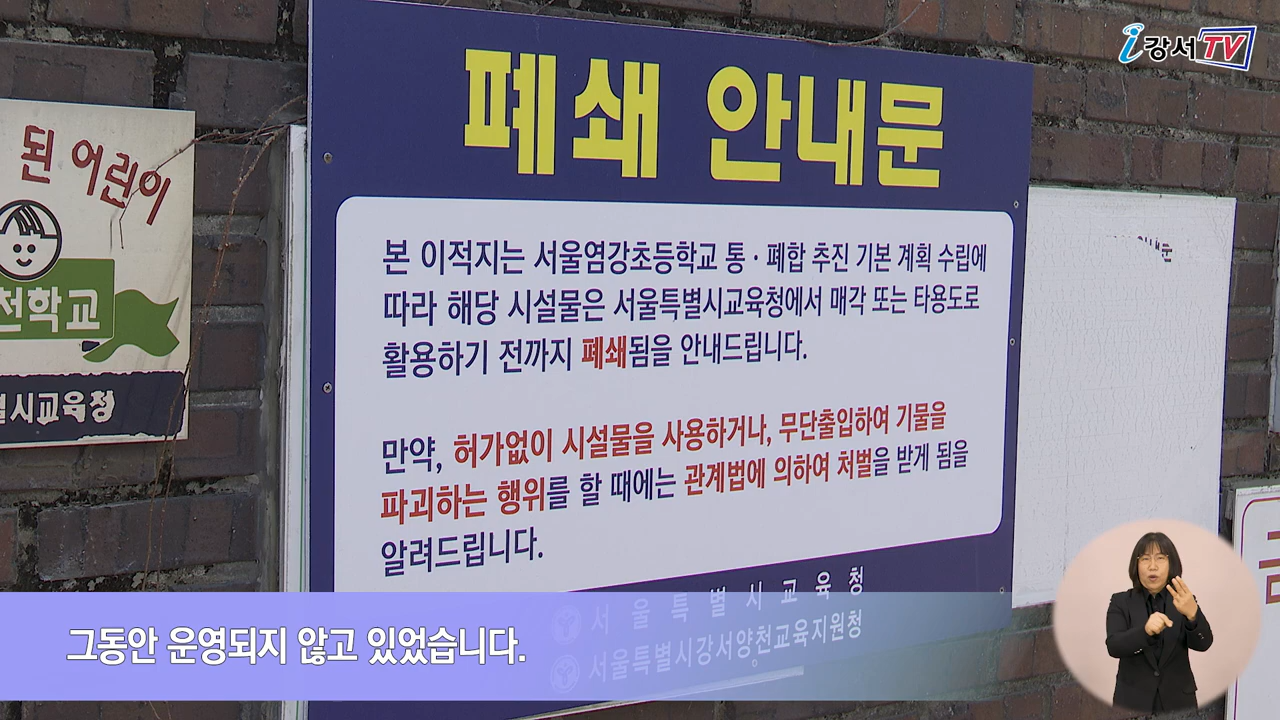 i강서TV
된 어린이
천학교
별시교육청
폐쇄 안내문
본 이적지는 서울염강초등학교 통·폐합 추진 기본 계획 수립에
따라 해당 시설물은 서울특별시교육청에서 매각 또는 타용도로
활용하기 전까지 폐쇄됨을 안내드립니다.
만약, 허가없이 시설물을 사용하거나, 무단출입하여 기물을
파괴하는 행위를 할 때에는 관계법에 의하여 처벌을 받게 됨을
알려드립니다.
서울특별시교육청
서울특별시강서양천교육지원청
그동안 운영되지 않고 있었습니다.